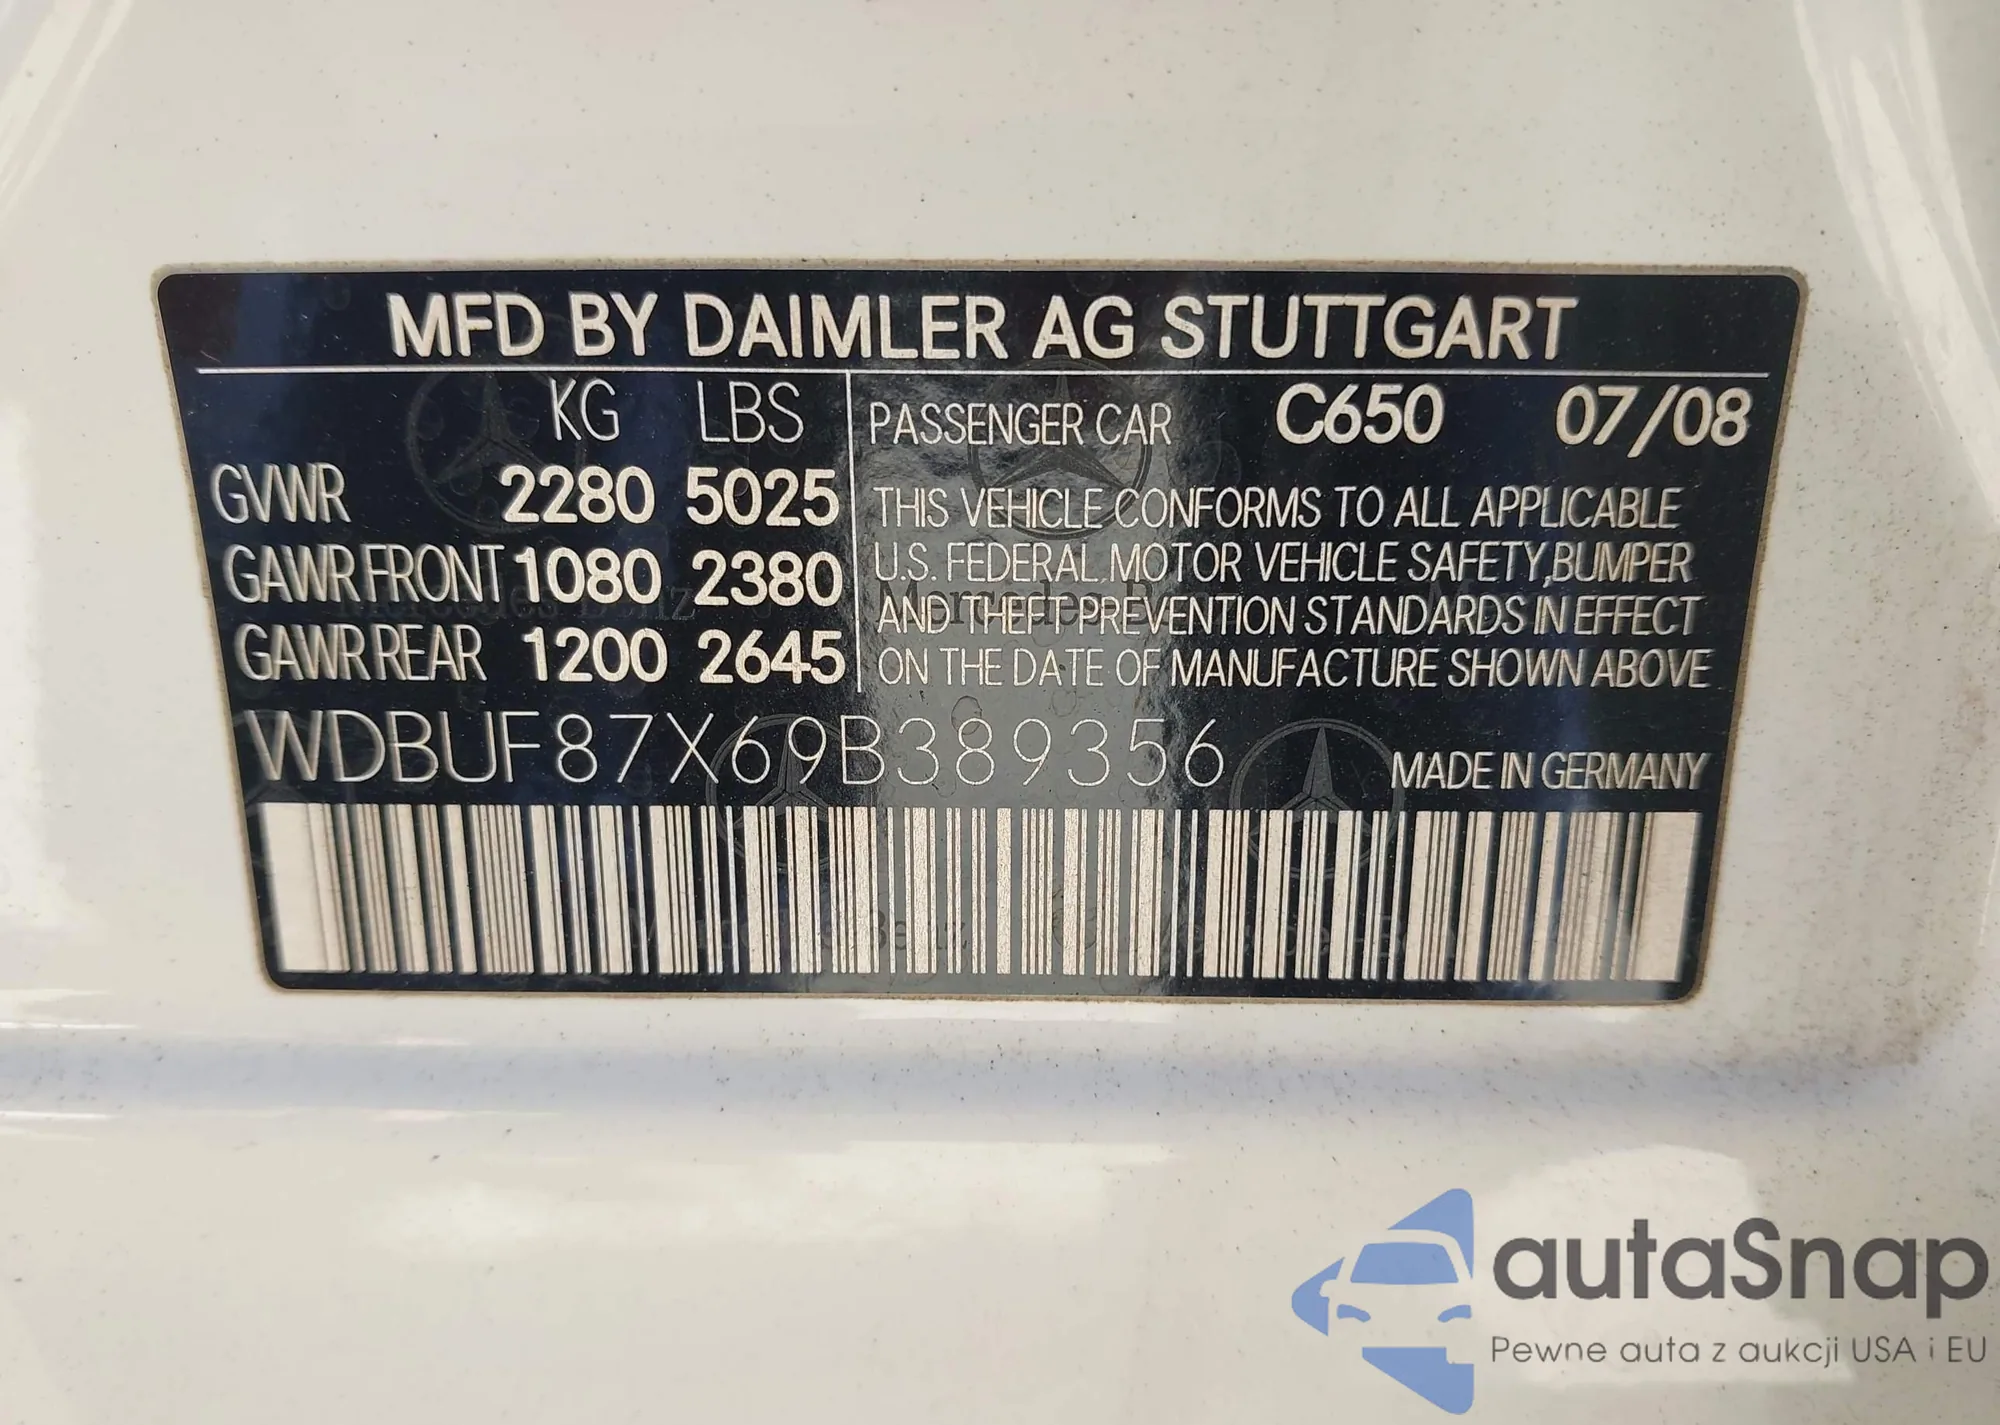 MFD BY DAIMLER AG STUTTGART
KG LBS
GVWR 2280 5025
GAWR FRONT 1080 2380
GAWR REAR 1200 2645
PASSENGER CAR C650 07/08
THIS VEHICLE CONFORMS TO ALL APPLICABLE
U.S. FEDERAL MOTOR VEHICLE SAFETY, BUMPER
AND THEFT PREVENTION STANDARDS IN EFFECT
ON THE DATE OF MANUFACTURE SHOWN ABOVE
WDBUF87X69B389356
MADE IN GERMANY
autaSnap
Pewne auta z aukcji USA i EU